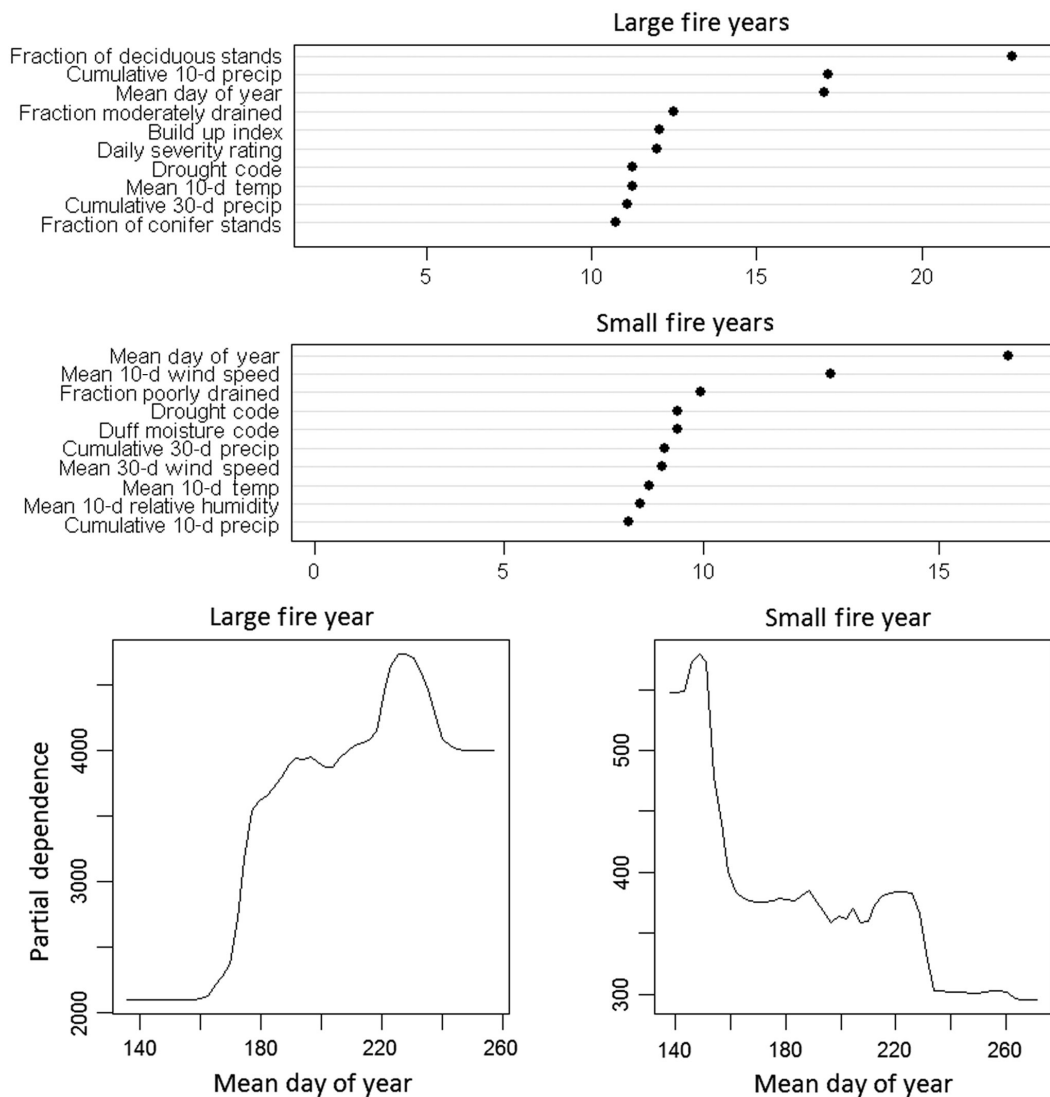 Large fire years
Fraction of deciduous stands
Cumulative 10-d precip
Mean day of year
Fraction moderately drained
Build up index
Daily severity rating
Drought code
Mean 10-d temp
Cumulative 30-d precip
Fraction of conifer stands
5 10 15 20
Small fire years
Mean day of year
Mean 10-d wind speed
Fraction poorly drained
Drought code
Duff moisture code
Cumulative 30-d precip
Mean 30-d wind speed
Mean 10-d temp
Mean 10-d relative humidity
Cumulative 10-d precip
0 5 10 15
Large fire year
Partial dependence
4000
3000
2000
140 180 220 260
Mean day of year
Small fire year
500
400
300
140 180 220 260
Mean day of year